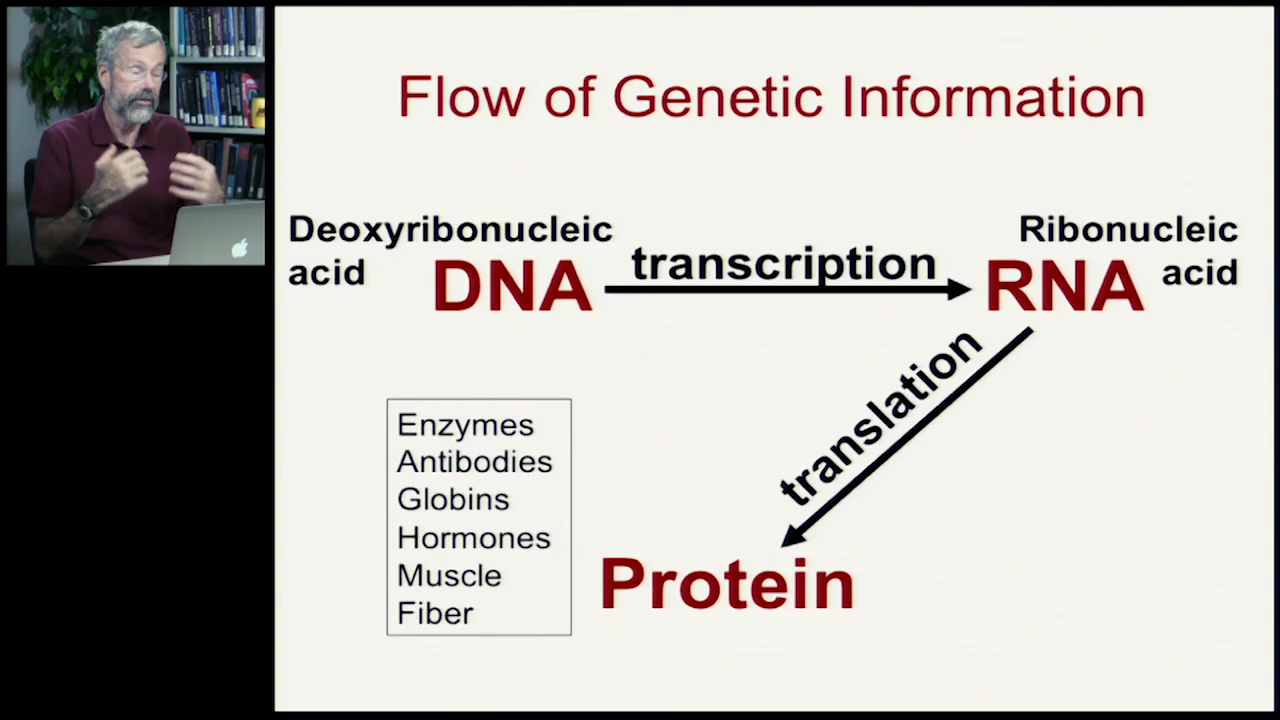 Flow of Genetic Information
Deoxyribonucleic
acid
DNA
transcription
Ribonucleic
acid
RNA
translation
Enzymes
Antibodies
Globins
Hormones
Muscle
Fiber
Protein